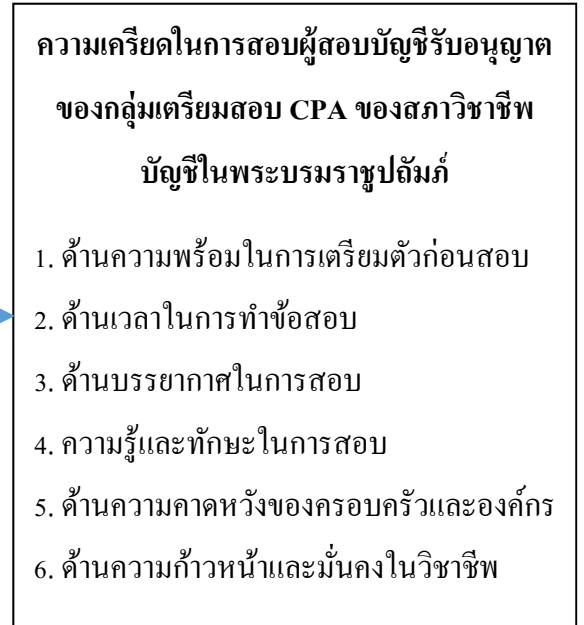 ความเครียดในการสอบผู้สอบบัญชีรับอนุญาต
ของกลุ่มเตรียมสอบ CPA ของสภาวิชาชีพ
บัญชีในพระบรมราชูปถัมภ์
1. ด้านความพร้อมในการเตรียมตัวก่อนสอบ
2. ด้านเวลาในการทำข้อสอบ
3. ด้านบรรยากาศในการสอบ
4. ความรู้และทักษะในการสอบ
5. ด้านความคาดหวังของครอบครัวและองค์กร
6. ด้านความก้าวหน้าและมั่นคงในวิชาชีพ